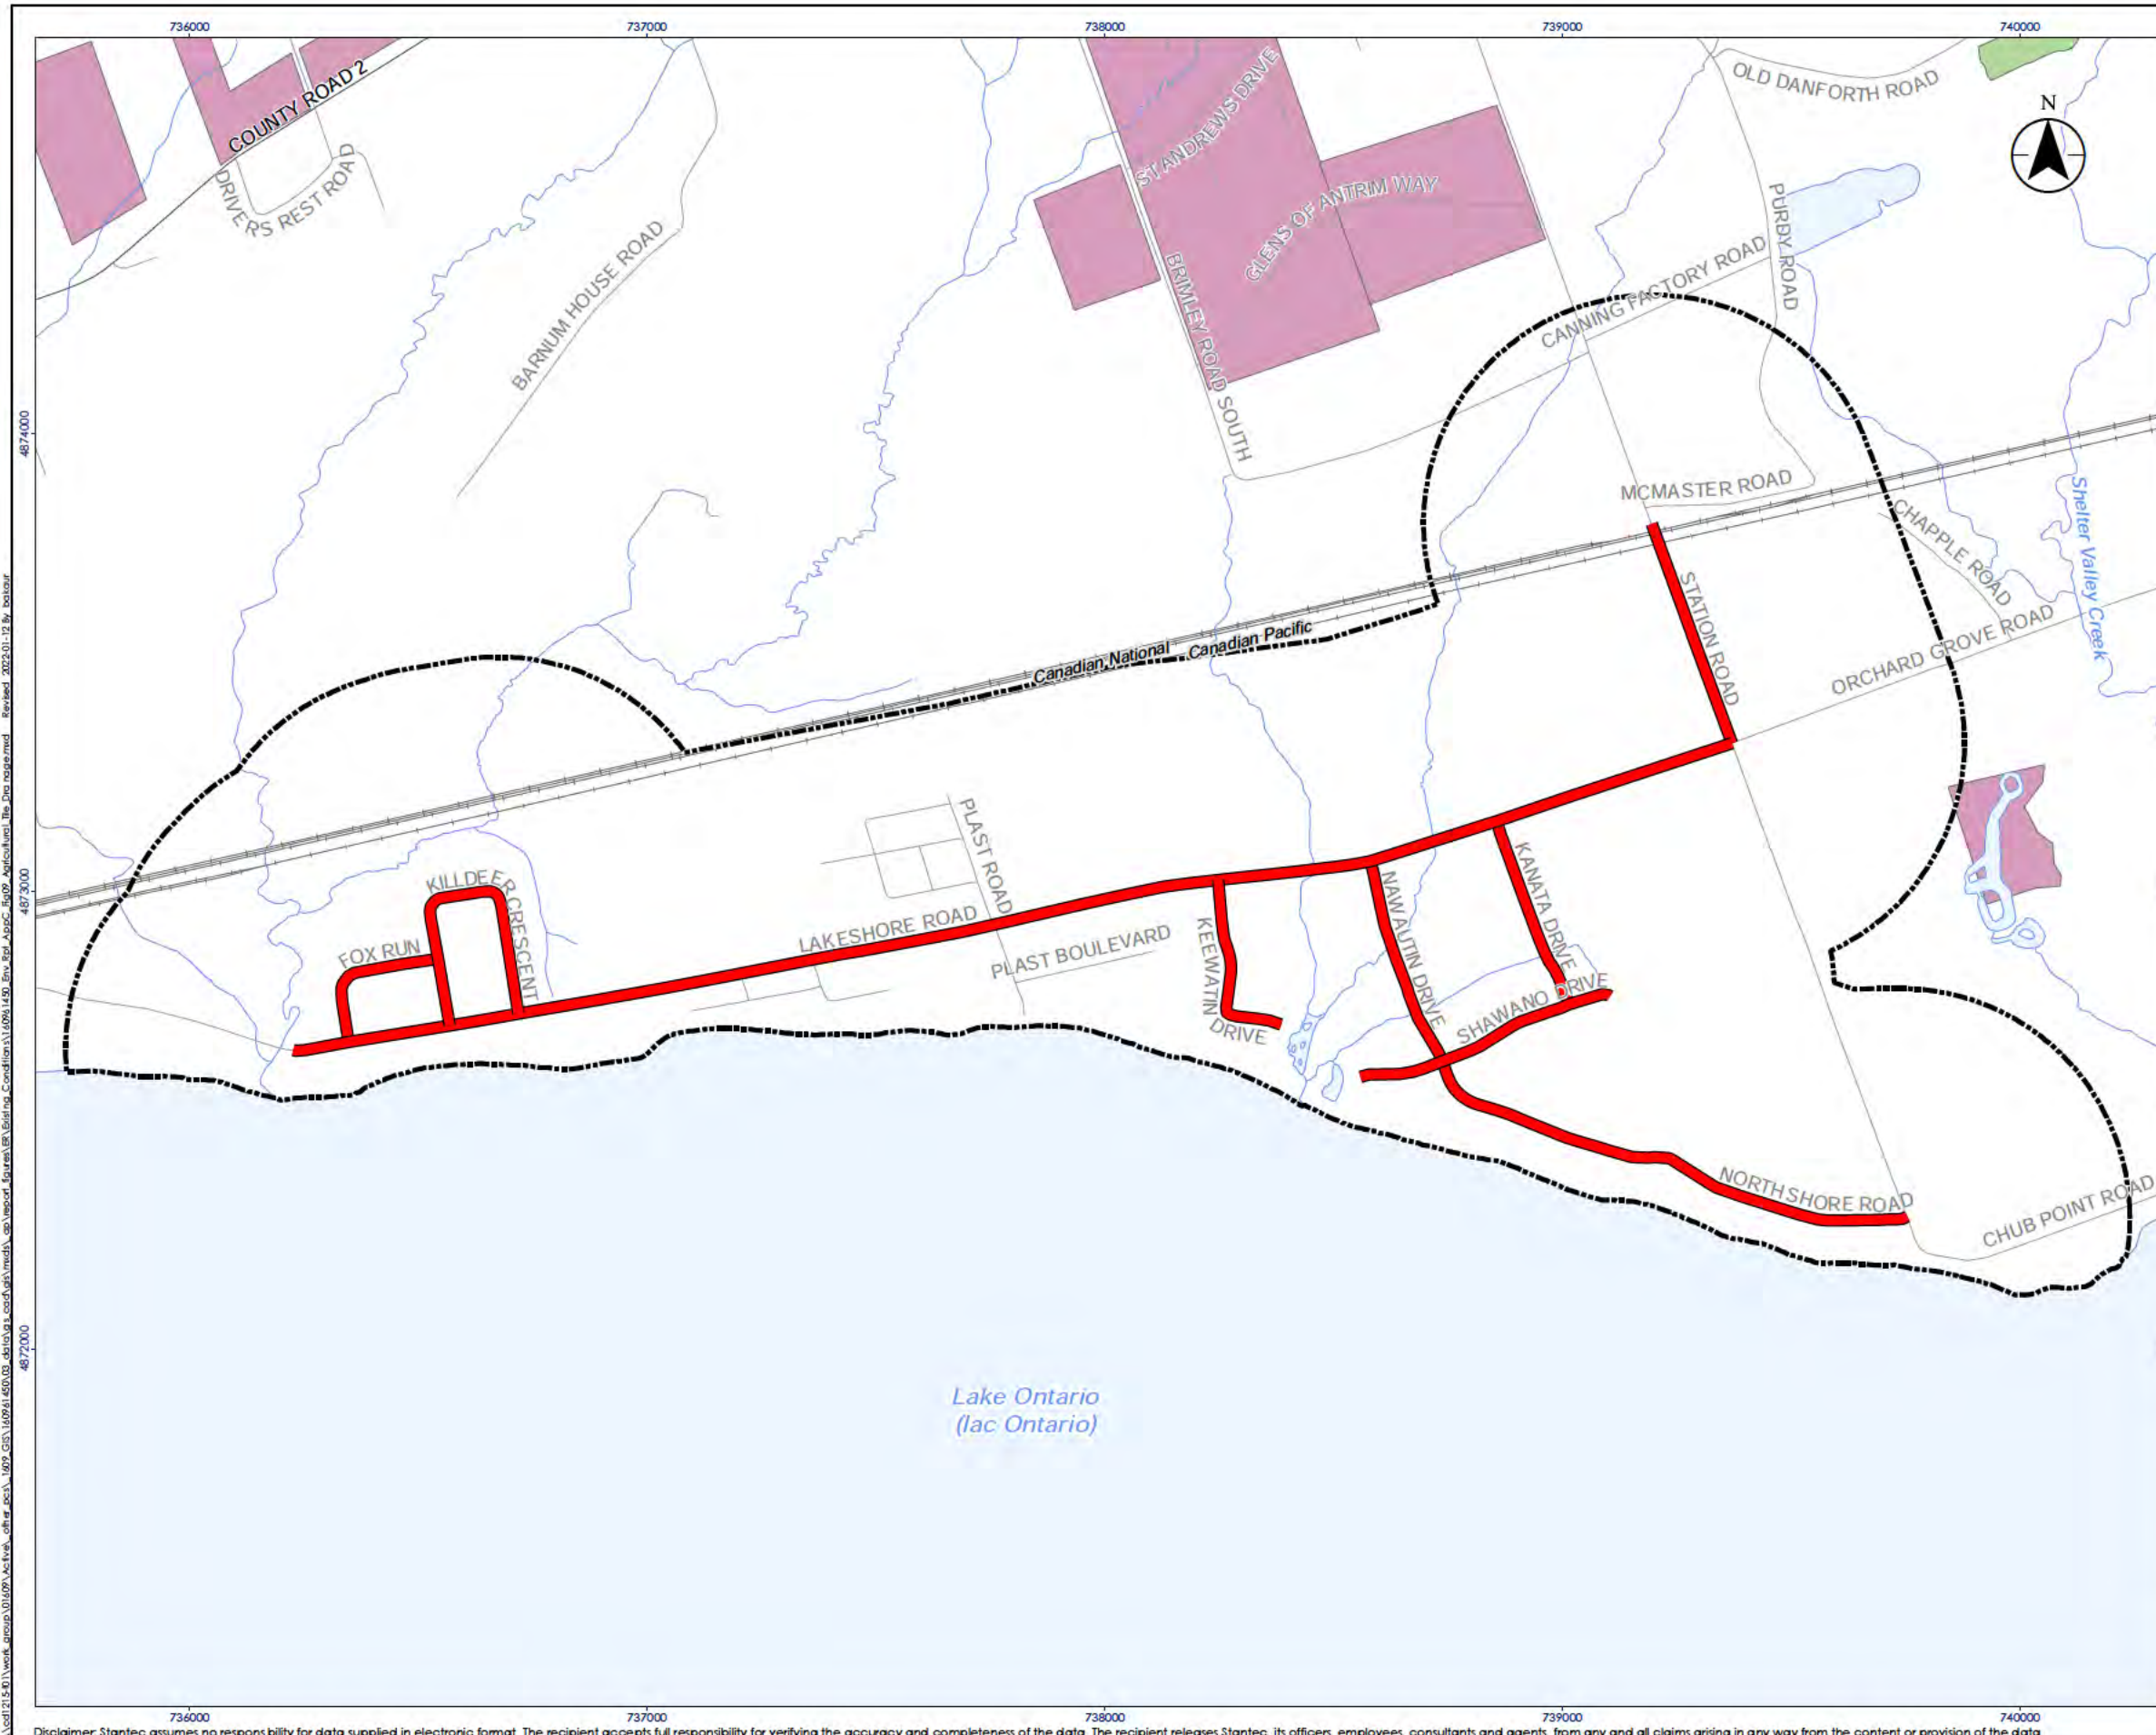 736000
737000
738000
739000
740000
COUNTY ROAD 2
DRIVERS REST ROAD
BARNUM HOUSE ROAD
ST ANDREWS DRIVE
GLENS OF ANTRIM WAY
BRIMLEY ROAD SOUTH
OLD DANFORTH ROAD
N
PURDY ROAD
CANNING FACTORY ROAD
4874000
MCMASTER ROAD
CHAPPLE ROAD
Shelter Valley Creek
STATION ROAD
ORCHARD GROVE ROAD
Canadian National
Canadian Pacific
4873000
KILLDEER CRESCENT
FOX RUN
PLAST ROAD
LAKESHORE ROAD
PLAST BOULEVARD
KEEWATIN DRIVE
NAWAUTIN DRIVE
KANATA DRIVE
SHAWANO DRIVE
NORTH SHORE ROAD
CHUB POINT ROAD
4872000
Lake Ontario
(lac Ontario)
736000
737000
738000
739000
740000
Revised: 2022-01-12 By: bakaur
Disclaimer: Stantec assumes no responsibility for data supplied in electronic format. The recipient accepts full responsibility for verifying the accuracy and completeness of the data. The recipient releases Stantec, its officers, employees, consultants and agents, from any and all claims arising in any way from the content or provision of the data.